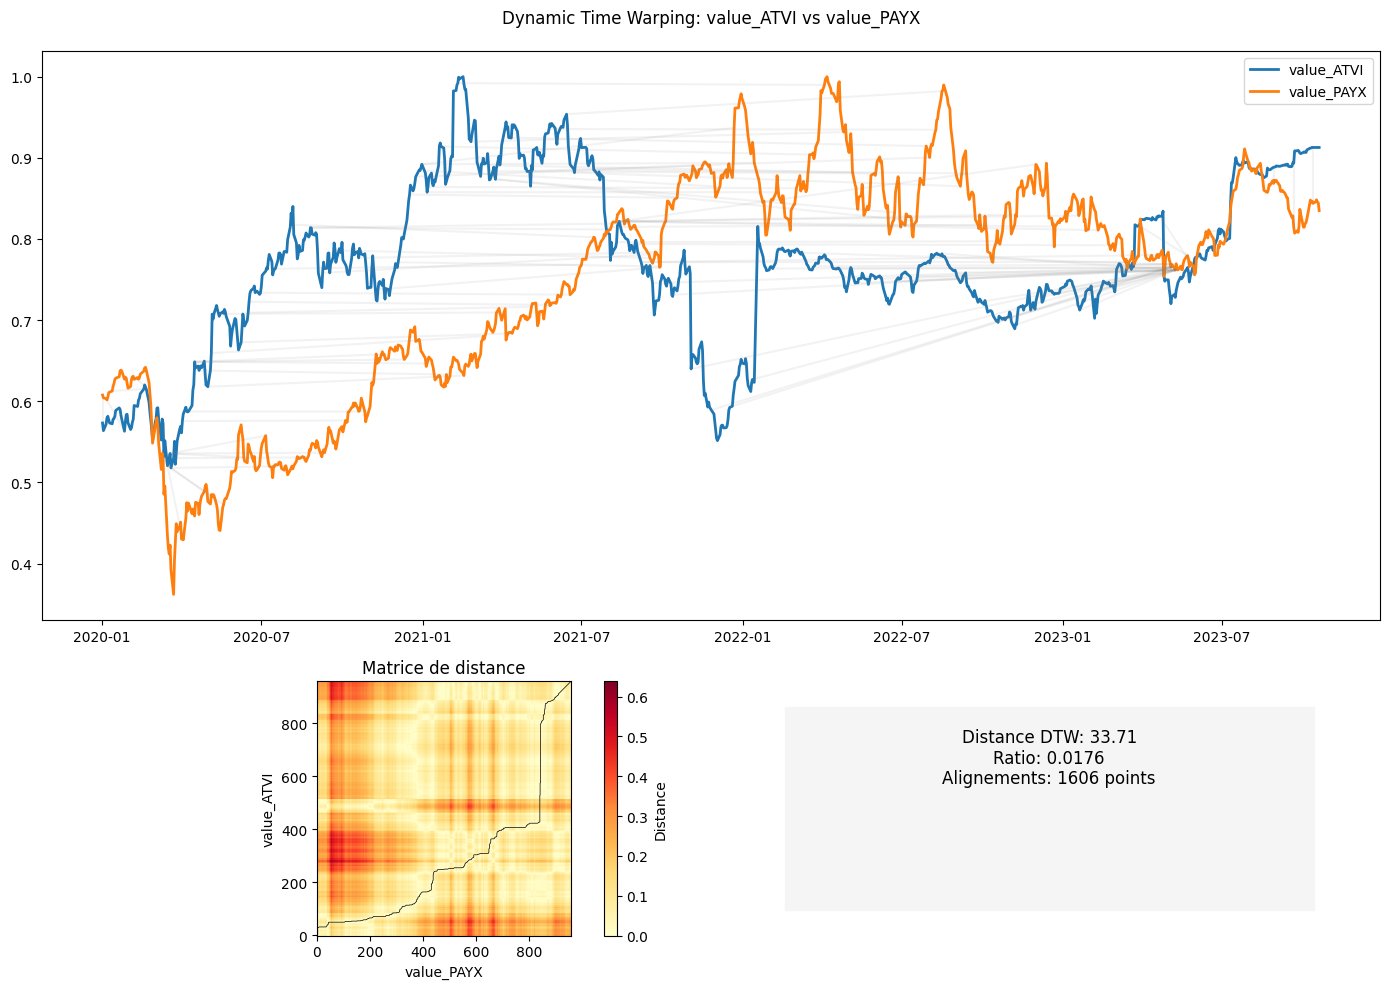 Dynamic Time Warping: value_ATVI vs value_PAYX
value_ATVI
value_PAYX
1.0
0.9
0.8
0.7
0.6
0.5
0.4
2020-01 2020-07 2021-01 2021-07 2022-01 2022-07 2023-01 2023-07
Matrice de distance
value_ATVI
800
600
400
200
0
0 200 400 600 800
value_PAYX
0.6
0.5
0.4
0.3
0.2
0.1
0.0
Distance
Distance DTW: 33.71
Ratio: 0.0176
Alignements: 1606 points